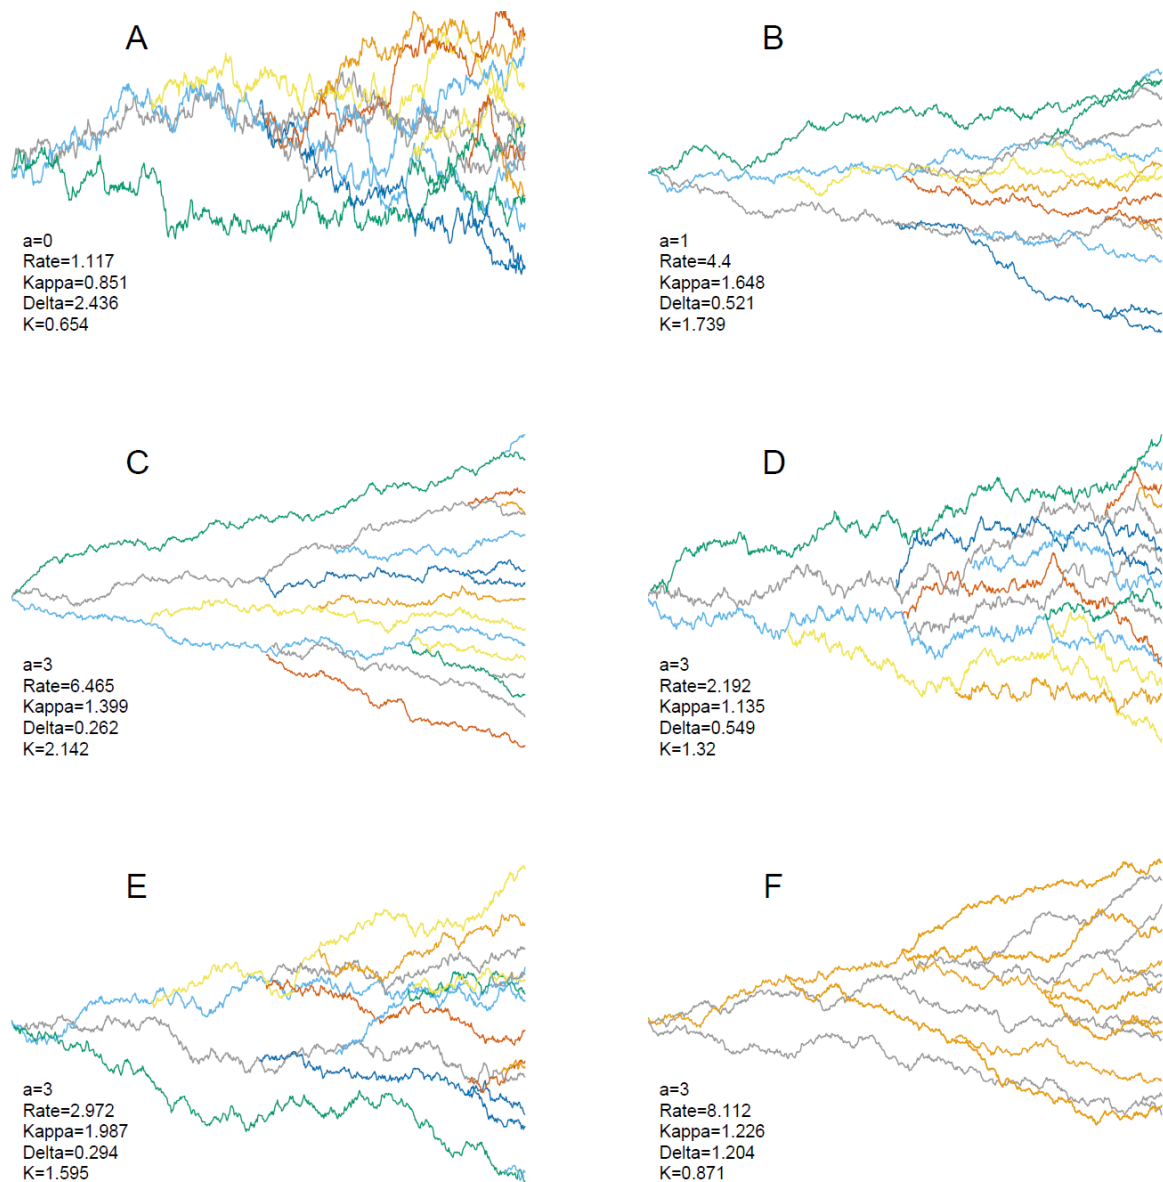 A
a=0
Rate=1.117
Kappa=0.851
Delta=2.436
K=0.654
B
a=1
Rate=4.4
Kappa=1.648
Delta=0.521
K=1.739
C
a=3
Rate=6.465
Kappa=1.399
Delta=0.262
K=2.142
D
a=3
Rate=2.192
Kappa=1.135
Delta=0.549
K=1.32
E
a=3
Rate=2.972
Kappa=1.987
Delta=0.294
K=1.595
F
a=3
Rate=8.112
Kappa=1.226
Delta=1.204
K=0.871